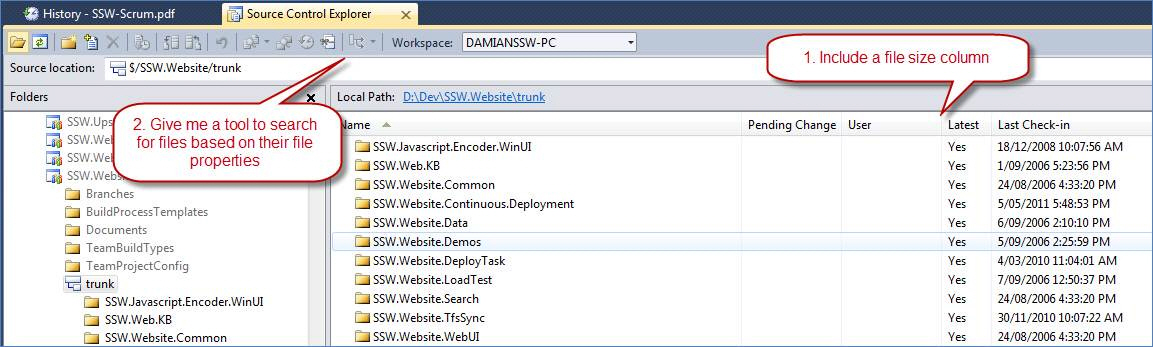 History - SSW-Scrum.pdf
Source Control Explorer
Workspace: DAMIANSSW-PC
Source location: $/SSW.Website/trunk
1. Include a file size column
Folders
Local Path: D:\Dev\SSW.Website\trunk
2. Give me a tool to search
for files based on their file
properties
Name Pending Change User Latest Last Check-in
SSW.Ups
SSW.We
SSW.Web
SSW.Webs
Branches
BuildProcessTemplates
Documents
TeamBuildTypes
TeamProjectConfig
trunk
SSW.Javascript.Encoder.WinUI
SSW.Web.KB
SSW.Website.Common
SSW.Javascript.Encoder.WinUI Yes 18/12/2008 10:07:56 AM
SSW.Web.KB Yes 1/09/2006 5:23:56 PM
SSW.Website.Common Yes 24/08/2006 4:33:20 PM
SSW.Website.Continuous.Deployment Yes 5/05/2011 5:48:53 PM
SSW.Website.Data Yes 6/09/2006 2:10:10 PM
SSW.Website.Demos Yes 5/09/2006 2:25:59 PM
SSW.Website.DeployTask Yes 4/03/2010 11:04:01 AM
SSW.Website.LoadTest Yes 7/09/2006 12:50:37 PM
SSW.Website.Search Yes 24/08/2006 4:33:20 PM
SSW.Website.TfsSync Yes 30/11/2010 10:07:22 AM
SSW.Website.WebUI Yes 24/08/2006 4:33:20 PM